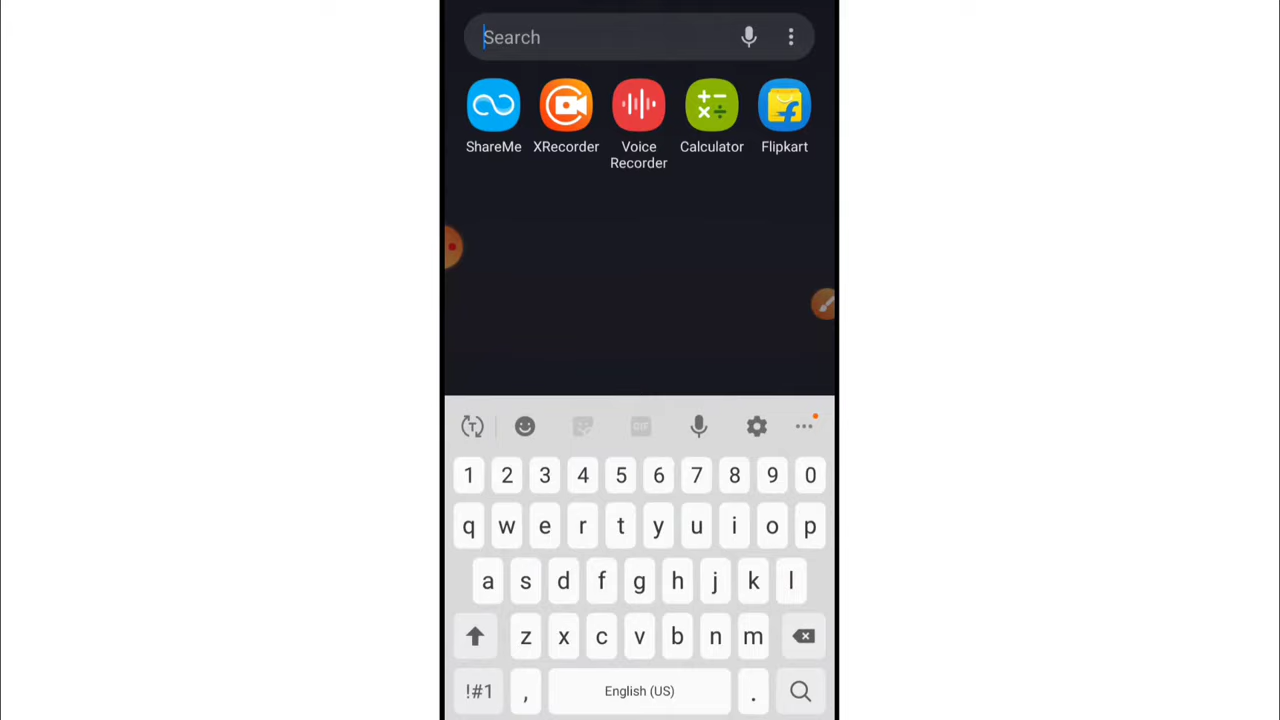 Search
ShareMe XRecorder Voice Recorder Calculator Flipkart
GIF
1 2 3 4 5 6 7 8 9 0
q w e r t y u i o p
a s d f g h j k l
z x c v b n m
!#1 , English (US) .